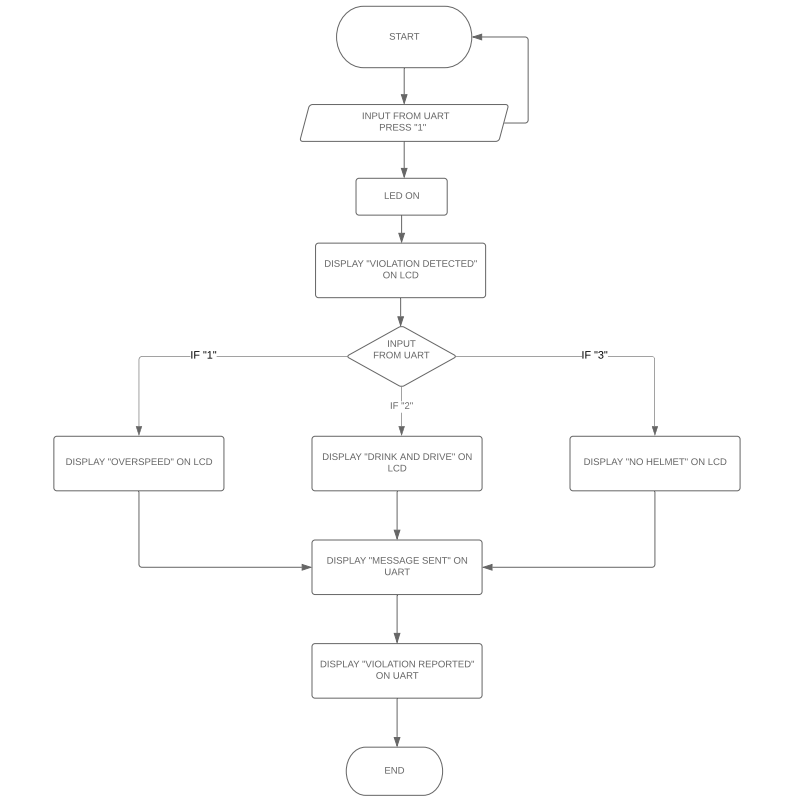 START
INPUT FROM UART
PRESS "1"
LED ON
DISPLAY "VIOLATION DETECTED"
ON LCD
INPUT
FROM UART
IF "1"
IF "3"
IF "2"
DISPLAY "OVERSPEED" ON LCD
DISPLAY "DRINK AND DRIVE" ON
LCD
DISPLAY "NO HELMET" ON LCD
DISPLAY "MESSAGE SENT" ON
UART
DISPLAY "VIOLATION REPORTED"
ON UART
END